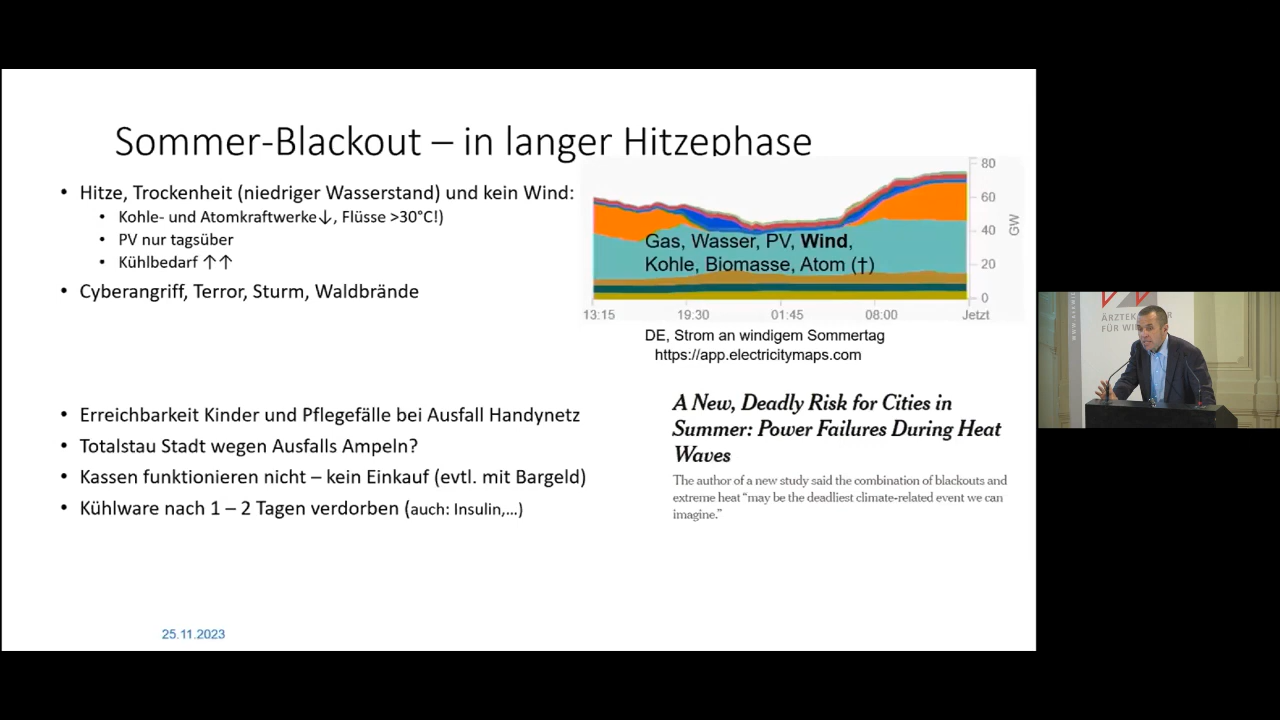 Sommer-Blackout – in langer Hitzephase
• Hitze, Trockenheit (niedriger Wasserstand) und kein Wind:
• Kohle- und Atomkraftwerke↓, Flüsse >30°C!)
• PV nur tagsüber
• Kühlbedarf ↑↑
• Cyberangriff, Terror, Sturm, Waldbrände
• Erreichbarkeit Kinder und Pflegefälle bei Ausfall Handynetz
• Totalstau Stadt wegen Ausfalls Ampeln?
• Kassen funktionieren nicht – kein Einkauf (evtl. mit Bargeld)
• Kühlware nach 1 – 2 Tagen verdorben (auch: Insulin,...)
25.11.2023
80
60
40
20
0
GW
Gas, Wasser, PV, Wind,
Kohle, Biomasse, Atom (†)
13:15 19.30 01:45 08:00 Jetzt
DE, Strom an windigem Sommertag
https://app.electricitymaps.com
A New, Deadly Risk for Cities in
Summer: Power Failures During Heat
Waves
The author of a new study said the combination of blackouts and
extreme heat “may be the deadliest climate-related event we can
imagine.”
ÄRZTEK
FÜR WI